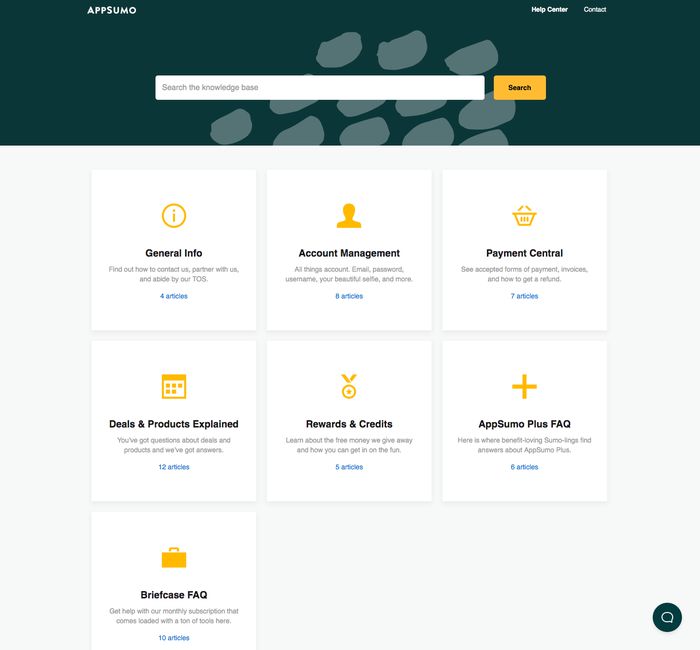 APPSUMO
Help Center
Contact
Search the knowledge base
Search
General Info
Find out how to contact us, partner with us,
and abide by our TOS.
4 articles
Account Management
All things account. Email, password,
username, your beautiful selfie, and more.
8 articles
Payment Central
See accepted forms of payment, invoices,
and how to get a refund.
7 articles
Deals & Products Explained
You've got questions about deals and
products and we've got answers.
12 articles
Rewards & Credits
Learn about the free money we give away
and how you can get in on the fun.
5 articles
AppSumo Plus FAQ
Here is where benefit-loving Sumo-lings find
answers about AppSumo Plus.
6 articles
Briefcase FAQ
Get help with our monthly subscription that
comes loaded with a ton of tools here.
10 articles